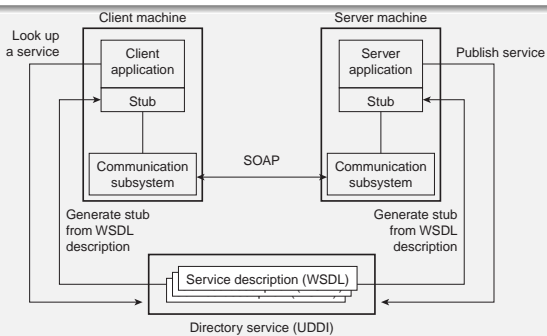 Client machine
Server machine
Look up
a service
Client
application
Server
application
Publish service
Stub
Stub
SOAP
Communication
subsystem
Communication
subsystem
Generate stub
from WSDL
description
Generate stub
from WSDL
description
Service description (WSDL)
Directory service (UDDI)